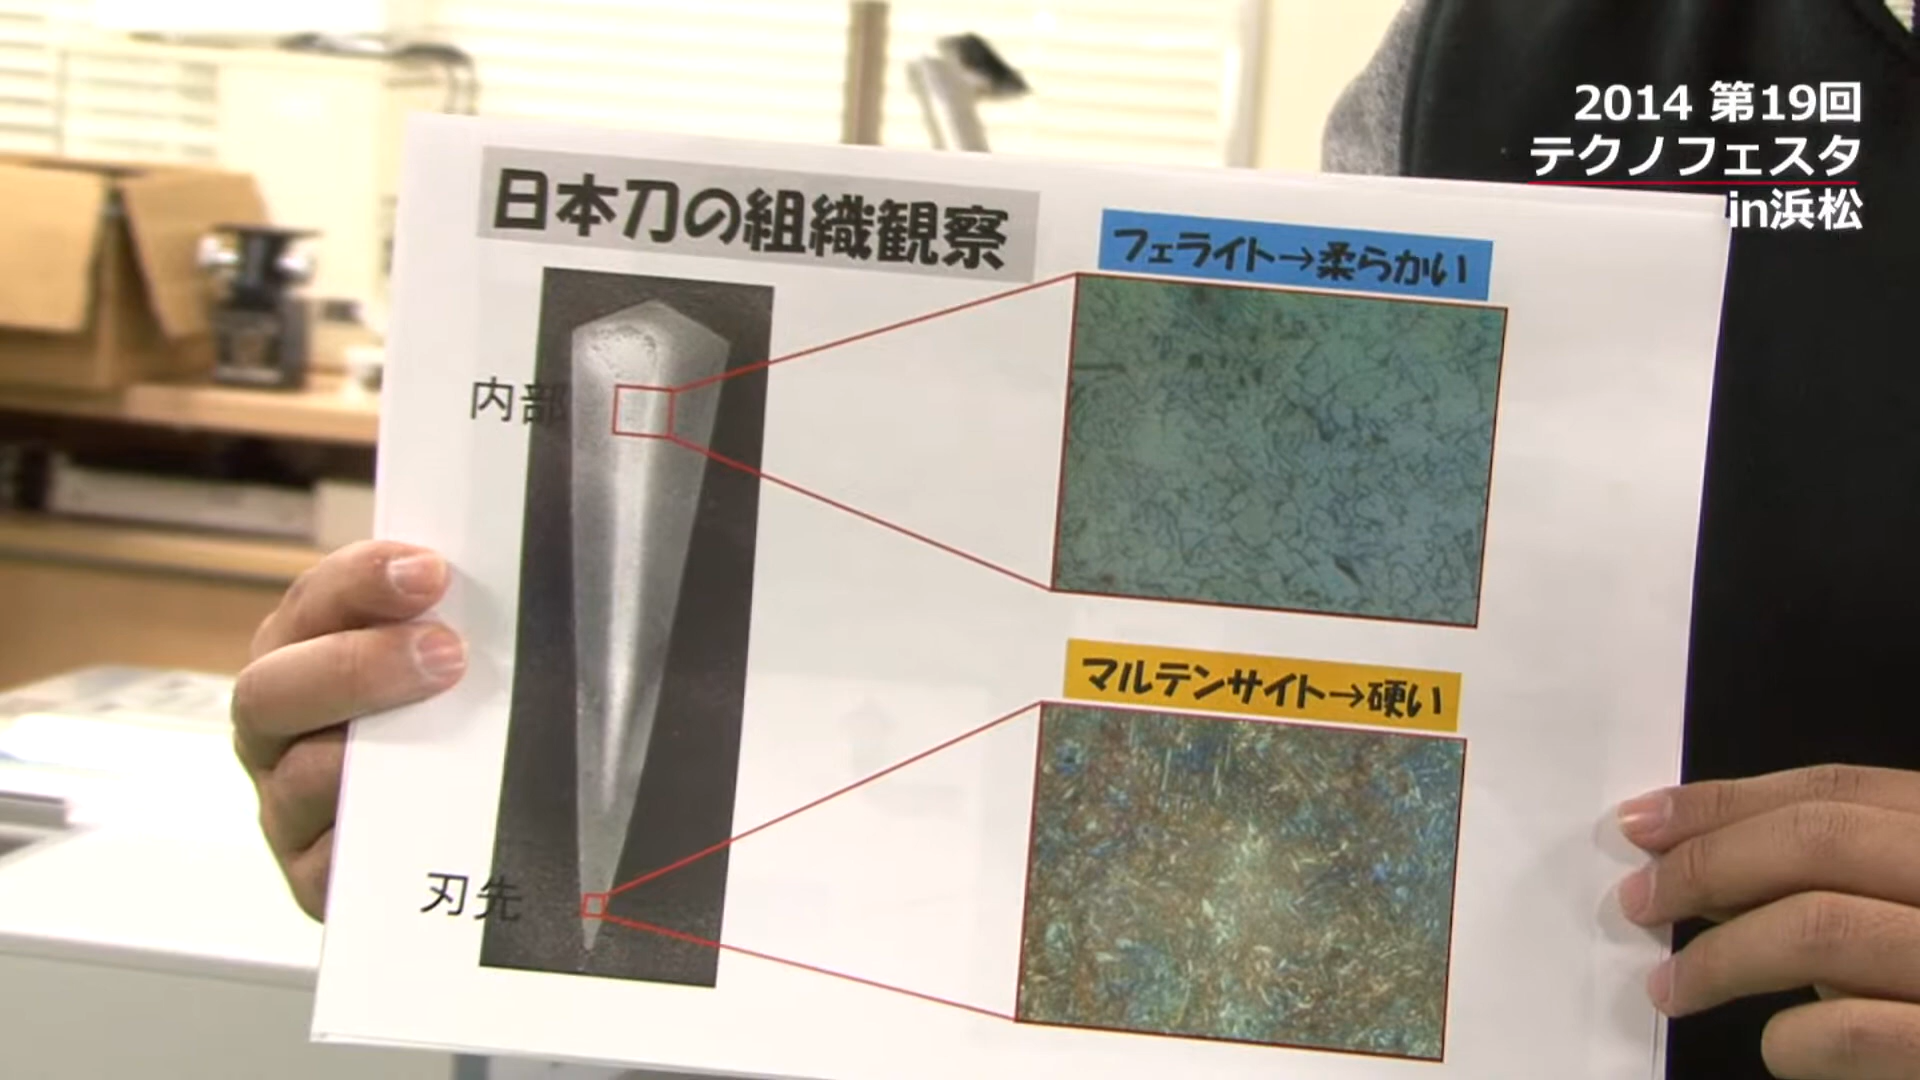 2014 第19回
テクノフェスタ
in浜松
日本刀の組織観察
フェライト→柔らかい
内部
マルテンサイト→硬い
刃先